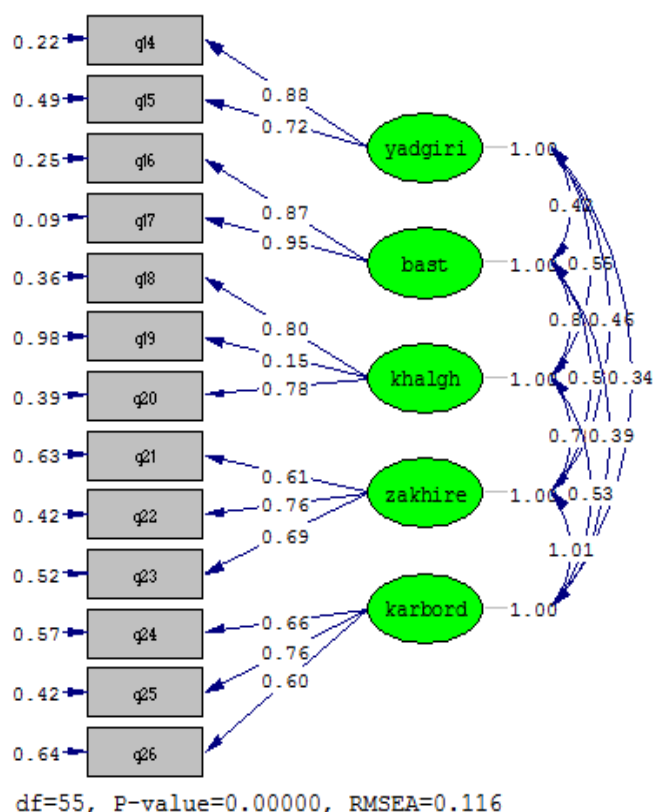 0.22 q14
0.88
0.49 q15
0.72
yadgiri 1.00
0.25 q16
0.87
0.09 q17
0.95
0.42
bast 1.00
0.55
0.36 q18
0.80
0.98 q19
0.46
0.15
khalgh 1.00
0.34
0.39 q20
0.78
0.63 q21
0.39
0.61
zakhire 1.00
0.53
0.42 q22
0.76
0.52 q23
0.69
1.01
karbord 1.00
0.57 q24
0.66
0.76
0.42 q25
0.60
0.64 q26
df=55, P-value=0.00000, RMSEA=0.116